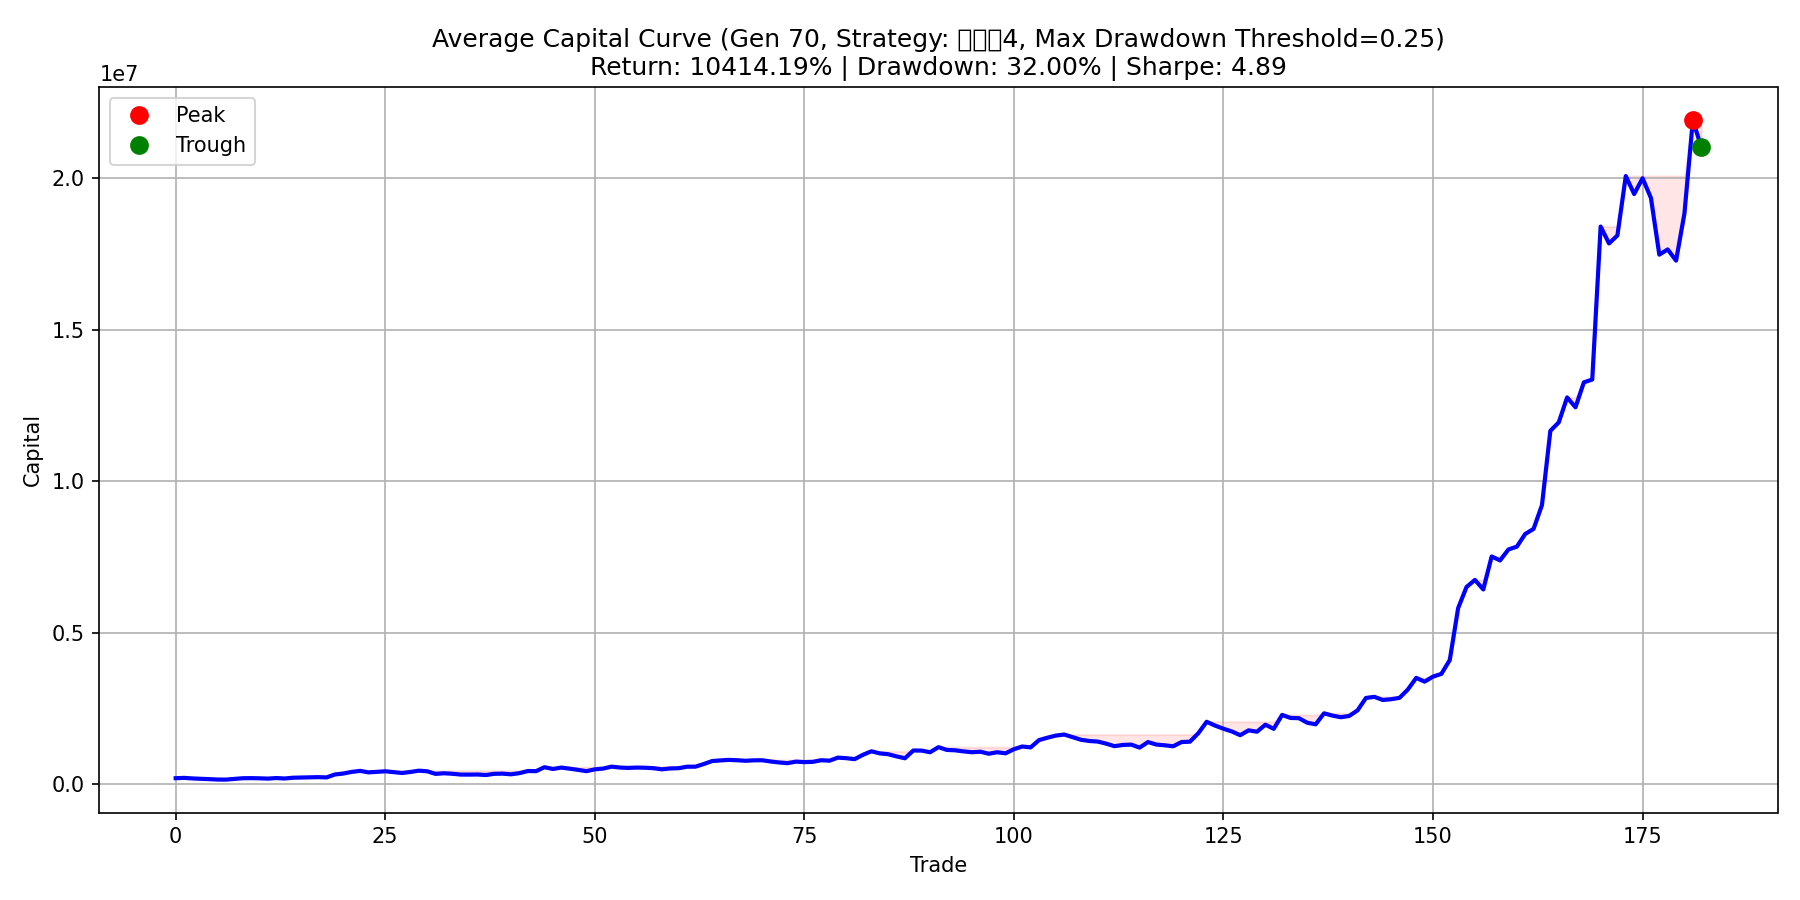 Average Capital Curve (Gen 70, Strategy: 4, Max Drawdown Threshold=0.25)
Return: 10414.19% | Drawdown: 32.00% | Sharpe: 4.89
1e7
Peak
Trough
2.0
1.5
1.0
0.5
0.0
Capital
0 25 50 75 100 125 150 175
Trade